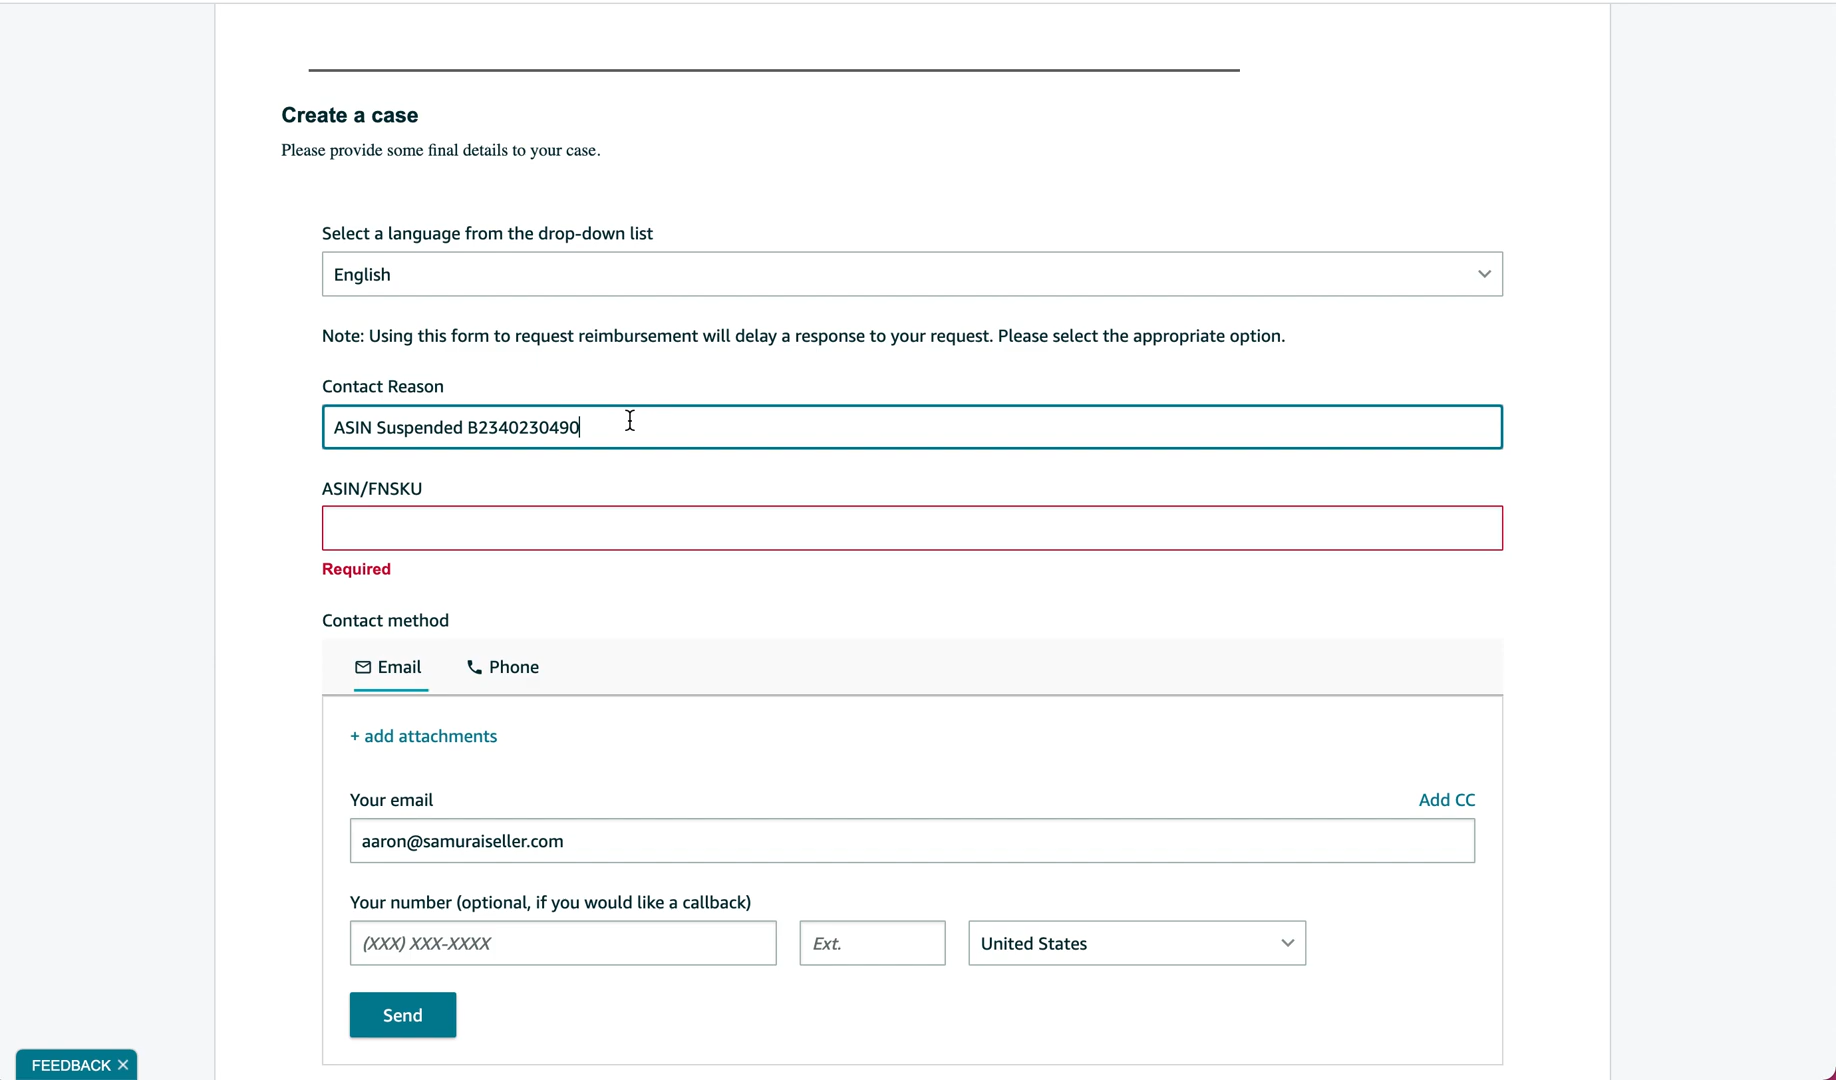 Create a case
Please provide some final details to your case.
Select a language from the drop-down list
English
Note: Using this form to request reimbursement will delay a response to your request. Please select the appropriate option.
Contact Reason
ASIN Suspended B2340230490
ASIN/FNSKU
Required
Contact method
Email Phone
+ add attachments
Your email Add CC
aaron@samuraiseller.com
Your number (optional, if you would like a callback)
(XXX) XXX-XXXX Ext. United States
Send
FEEDBACK